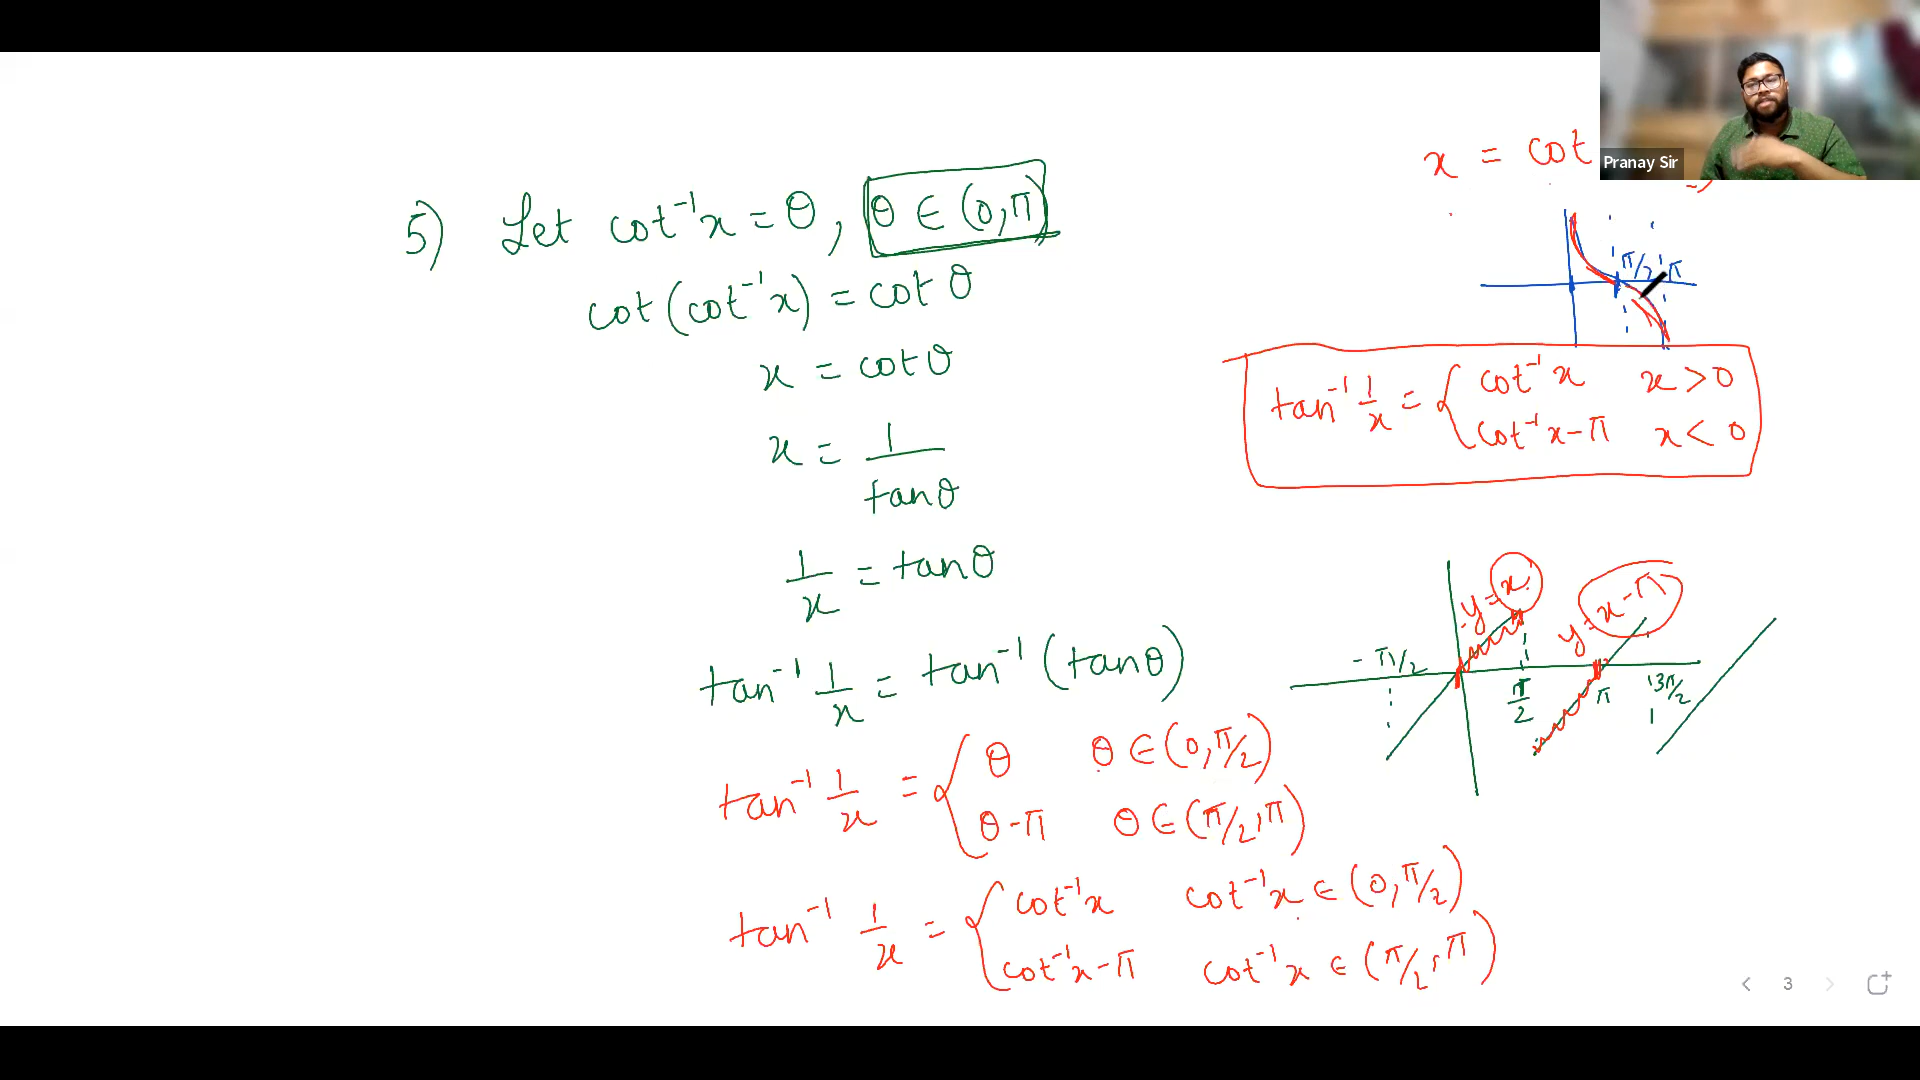 5) Let cot⁻¹x = θ, θ ∈ (0, π)
cot(cot⁻¹x) = cot θ
x = cot θ
x = 1/tanθ
1/x = tanθ
tan⁻¹ 1/x = tan⁻¹(tanθ)
tan⁻¹ 1/x = { θ θ ∈ (0, π/2)
θ - π θ ∈ (π/2, π)
tan⁻¹ 1/x = { cot⁻¹x cot⁻¹x ∈ (0, π/2)
cot⁻¹x - π cot⁻¹x ∈ (π/2, π)
x = cot
Pranay Sir
π/2 π
tan⁻¹ 1/x = { cot⁻¹x x > 0
cot⁻¹x - π x < 0
y = x
y = x - π
-π/2
π/2
π
3π/2
3